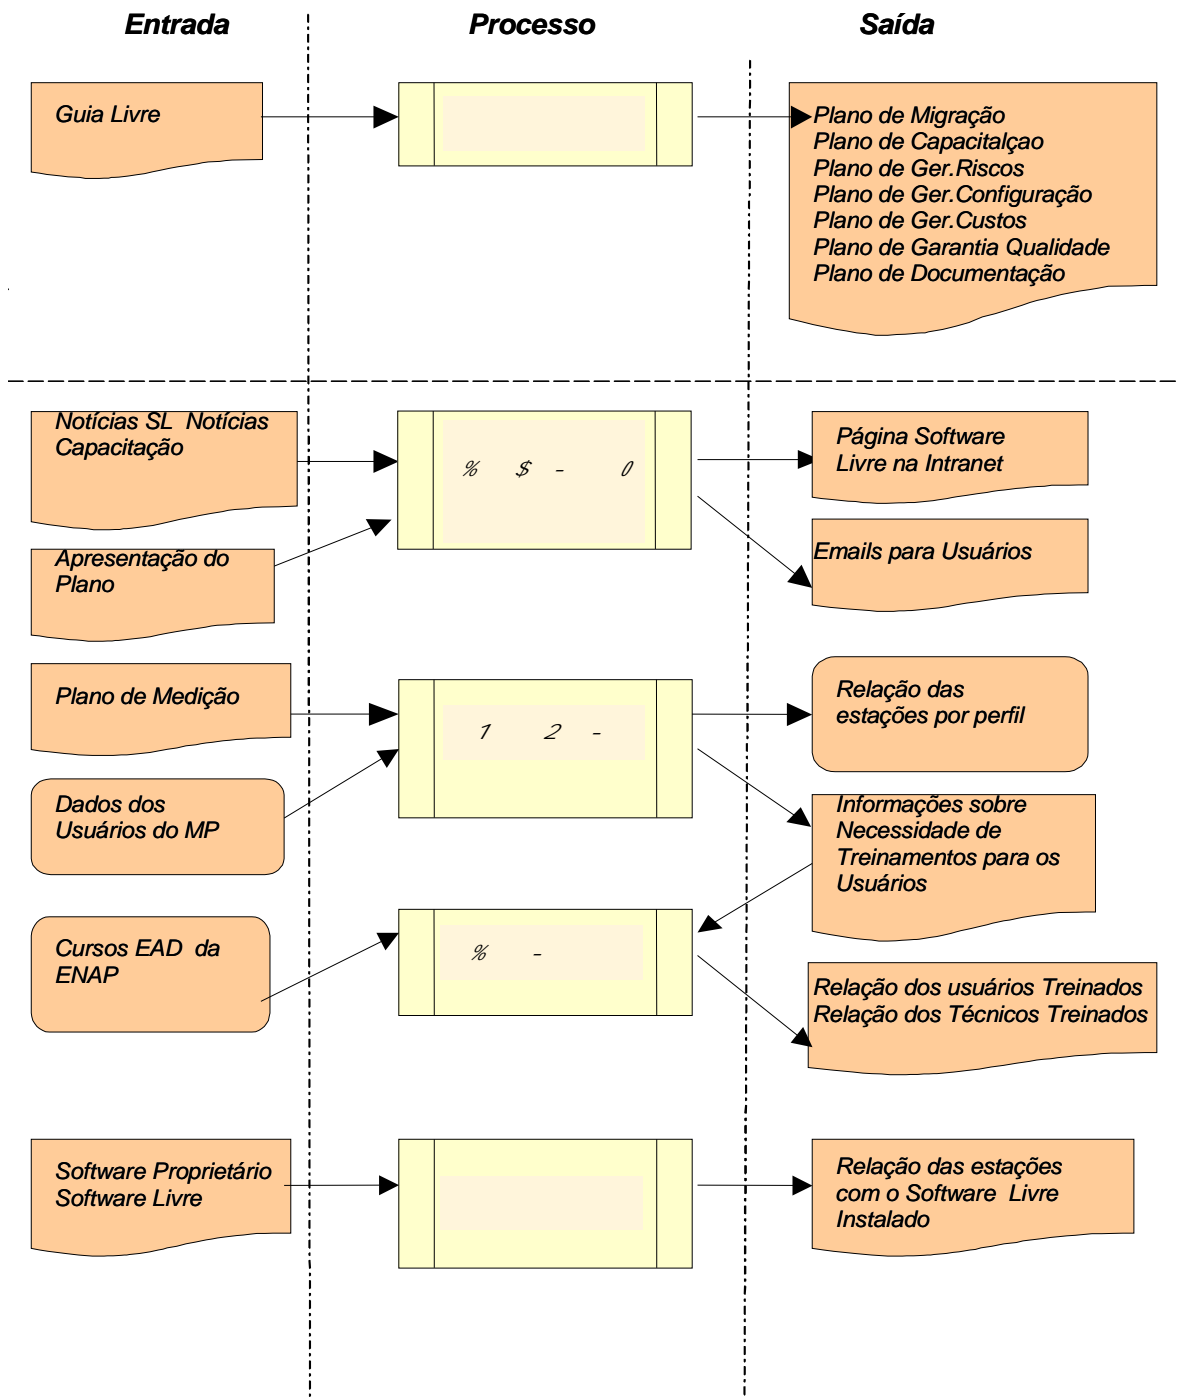 Entrada
Processo
Saída
Guia Livre
Plano de Migração
Plano de Capacitalçao
Plano de Ger.Riscos
Plano de Ger.Configuração
Plano de Ger.Custos
Plano de Garantia Qualidade
Plano de Documentação
Notícias SL  Notícias
Capacitação
% $ - 0
Página Software
Livre na Intranet
Apresentação do
Plano
Emails para Usuários
Plano de Medição
1 2 -
Relação das
estações por perfil
Dados dos
Usuários do MP
Informações sobre
Necessidade de
Treinamentos para os
Usuários
Cursos EAD  da
ENAP
% -
Relação dos usuários Treinados
Relação dos Técnicos Treinados
Software Proprietário
Software Livre
Relação das estações
com o Software  Livre
Instalado